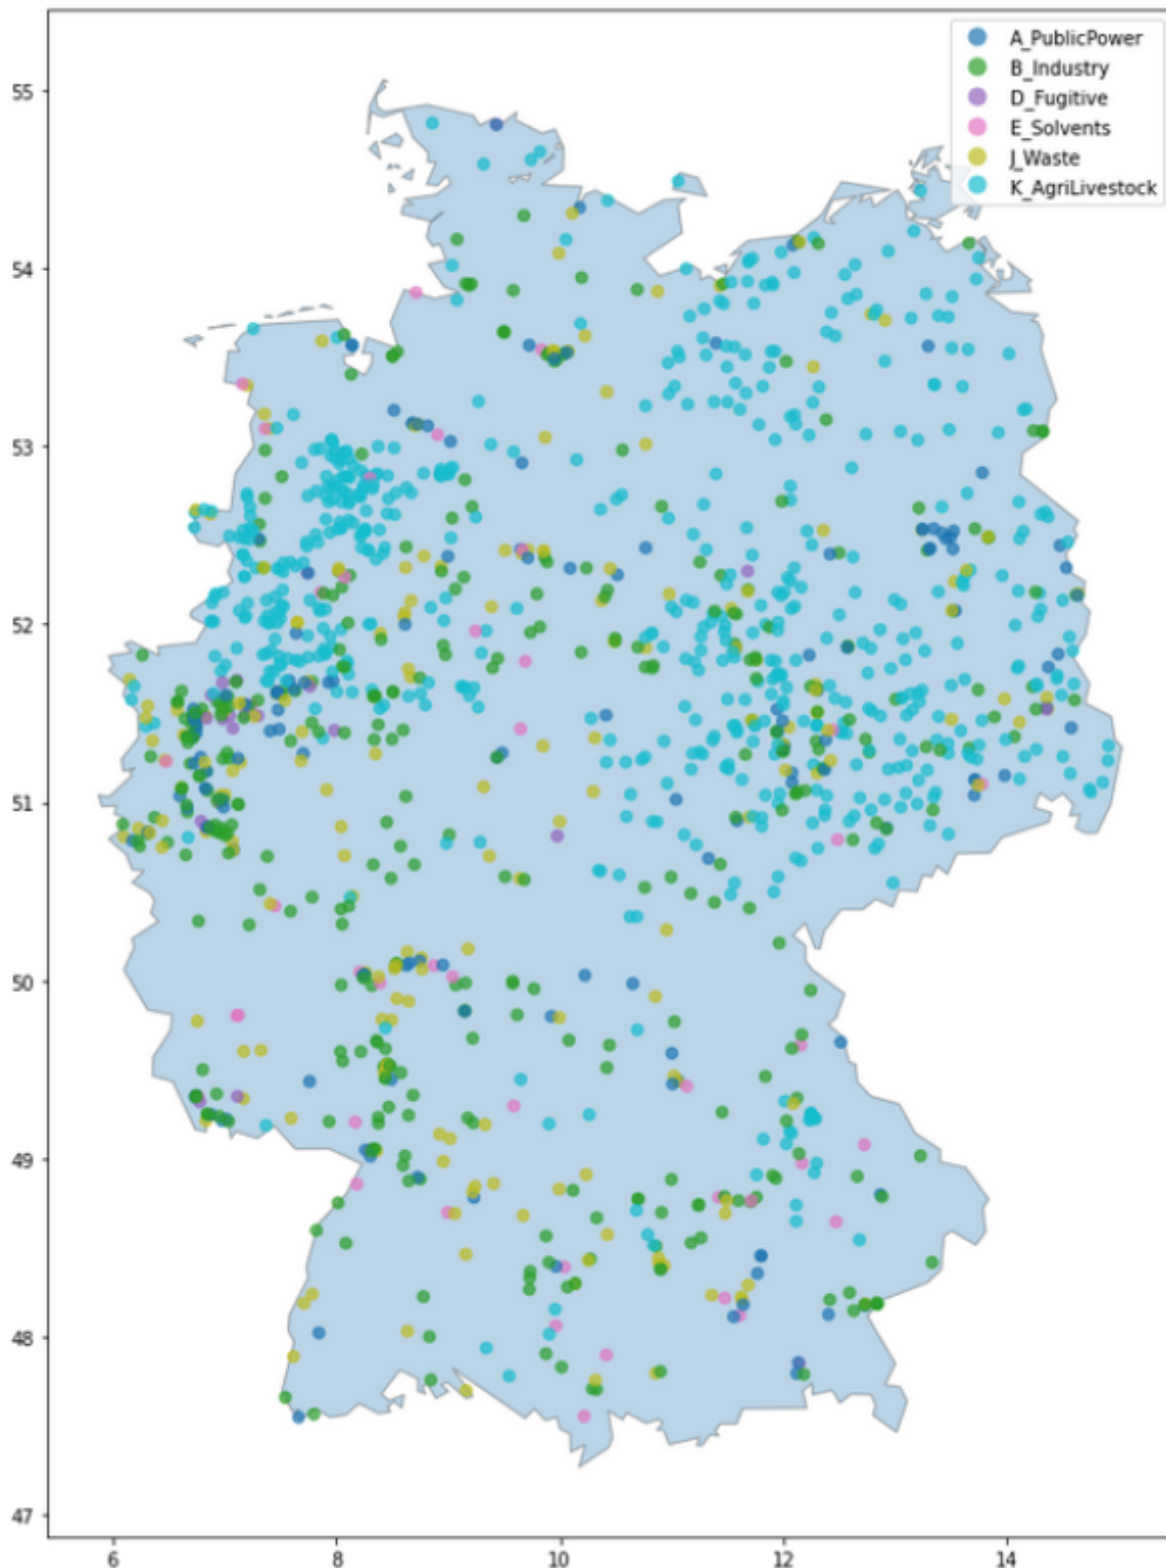 A_PublicPower
B_Industry
D_Fugitive
E_Solvents
J_Waste
K_AgriLivestock
55
54
53
52
51
50
49
48
47
6 8 10 12 14